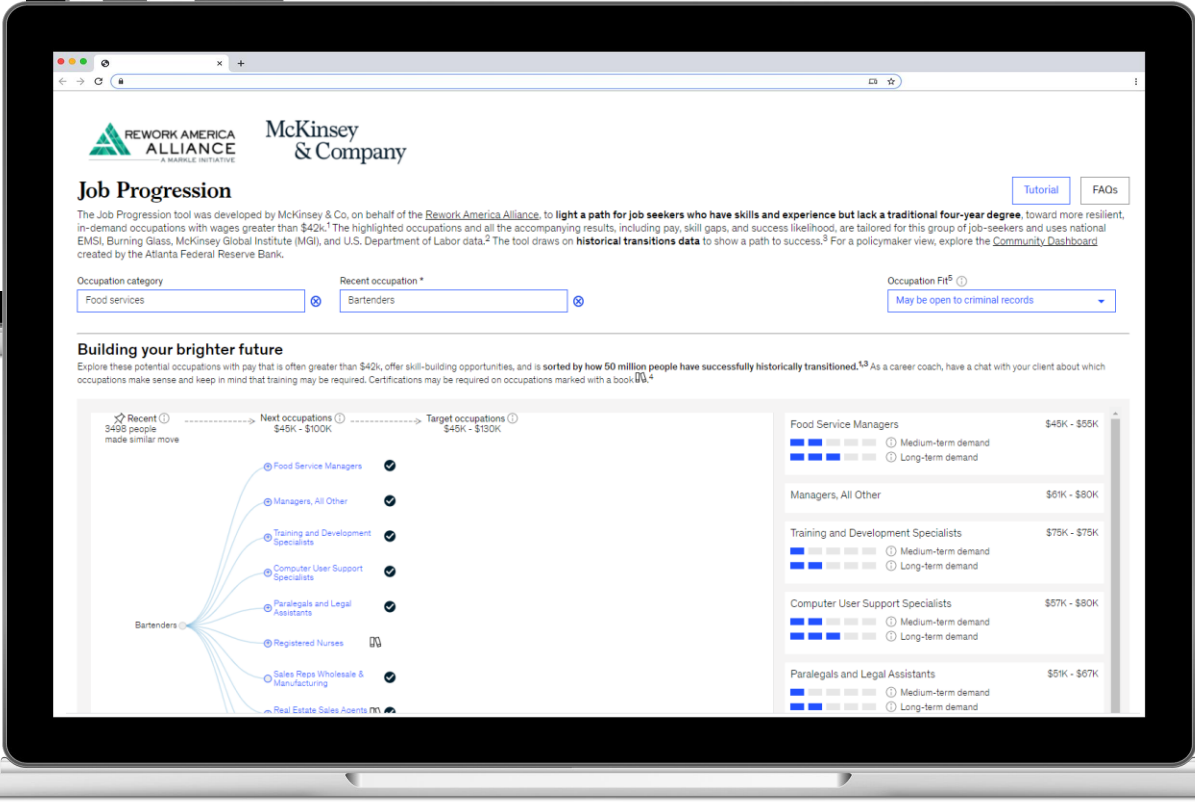 REWORK AMERICA
ALLIANCE
A MARKLE INITIATIVE
McKinsey
& Company
Job Progression
Tutorial
FAQs
The Job Progression tool was developed by McKinsey & Co, on behalf of the Rework America Alliance, to light a path for job seekers who have skills and experience but lack a traditional four-year degree, toward more resilient,
in-demand occupations with wages greater than $42k.1 The highlighted occupations and all the accompanying results, including pay, skill gaps, and success likelihood, are tailored for this group of job-seekers and uses national
EMSI, Burning Glass, McKinsey Global Institute (MGI), and U.S. Department of Labor data.2 The tool draws on historical transitions data to show a path to success.3 For a policymaker view, explore the Community Dashboard
created by the Atlanta Federal Reserve Bank.
Occupation category
Recent occupation *
Occupation Fit5
Food services
Bartenders
May be open to criminal records
Building your brighter future
Explore these potential occupations with pay that is often greater than $42k, offer skill-building opportunities, and is sorted by how 50 million people have successfully historically transitioned.1,3 As a career coach, have a chat with your client about which
occupations make sense and keep in mind that training may be required. Certifications may be required on occupations marked with a book.4
Recent
3498 people
made similar move
Next occupations
$45K - $100K
Target occupations
$45K - $130K
Bartenders
Food Service Managers
Managers, All Other
Training and Development
Specialists
Computer User Support
Specialists
Paralegals and Legal
Assistants
Registered Nurses
Sales Reps Wholesale &
Manufacturing
Real Estate Sales Agents
Food Service Managers $45K - $55K
Medium-term demand
Long-term demand
Managers, All Other $61K - $80K
Training and Development Specialists $75K - $75K
Medium-term demand
Long-term demand
Computer User Support Specialists $57K - $80K
Medium-term demand
Long-term demand
Paralegals and Legal Assistants $51K - $67K
Medium-term demand
Long-term demand